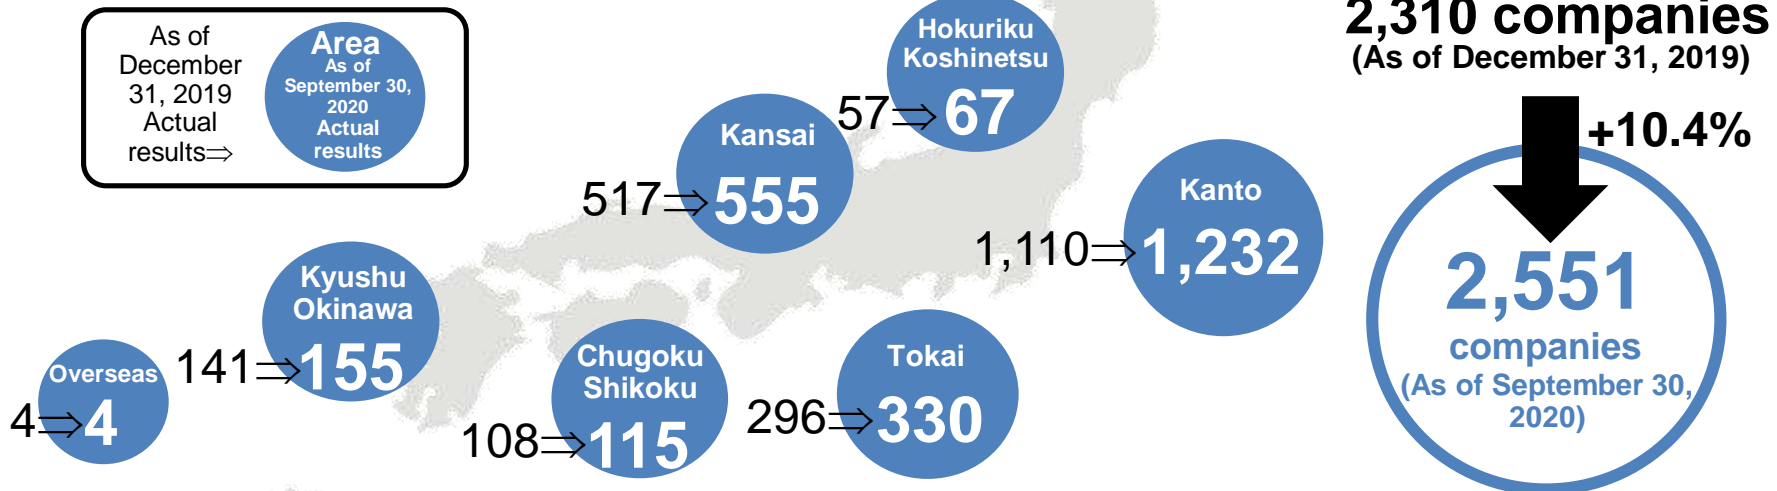 As of
December
31, 2019
Actual
results⇒
Area
As of
September 30,
2020
Actual
results
Hokuriku
Koshinetsu
57⇒67
Kansai
517⇒555
Kanto
1,110⇒1,232
Kyushu
Okinawa
141⇒155
Overseas
4⇒4
Chugoku
Shikoku
108⇒115
Tokai
296⇒330
2,310 companies
(As of December 31, 2019)
+10.4%
2,551
companies
(As of September 30,
2020)